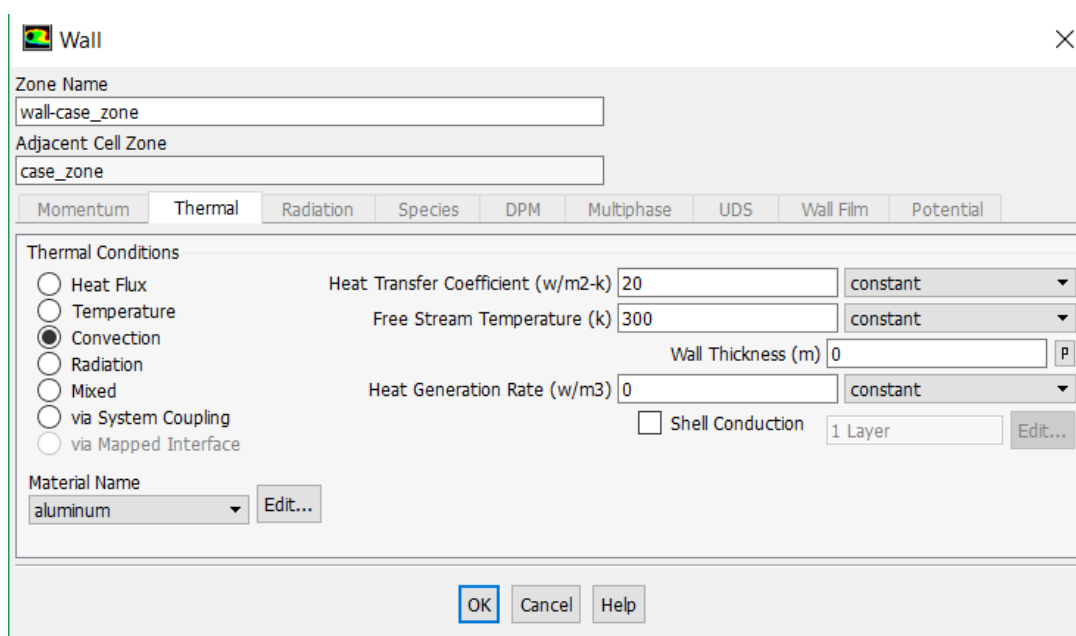 Wall
Zone Name
wall-case_zone
Adjacent Cell Zone
case_zone
Momentum Thermal Radiation Species DPM Multiphase UDS Wall Film Potential
Thermal Conditions
Heat Flux
Temperature
Convection
Radiation
Mixed
via System Coupling
via Mapped Interface
Heat Transfer Coefficient (w/m2-k) 20 constant
Free Stream Temperature (k) 300 constant
Wall Thickness (m) 0 P
Heat Generation Rate (w/m3) 0 constant
Shell Conduction 1 Layer Edit...
Material Name
aluminum Edit...
OK Cancel Help